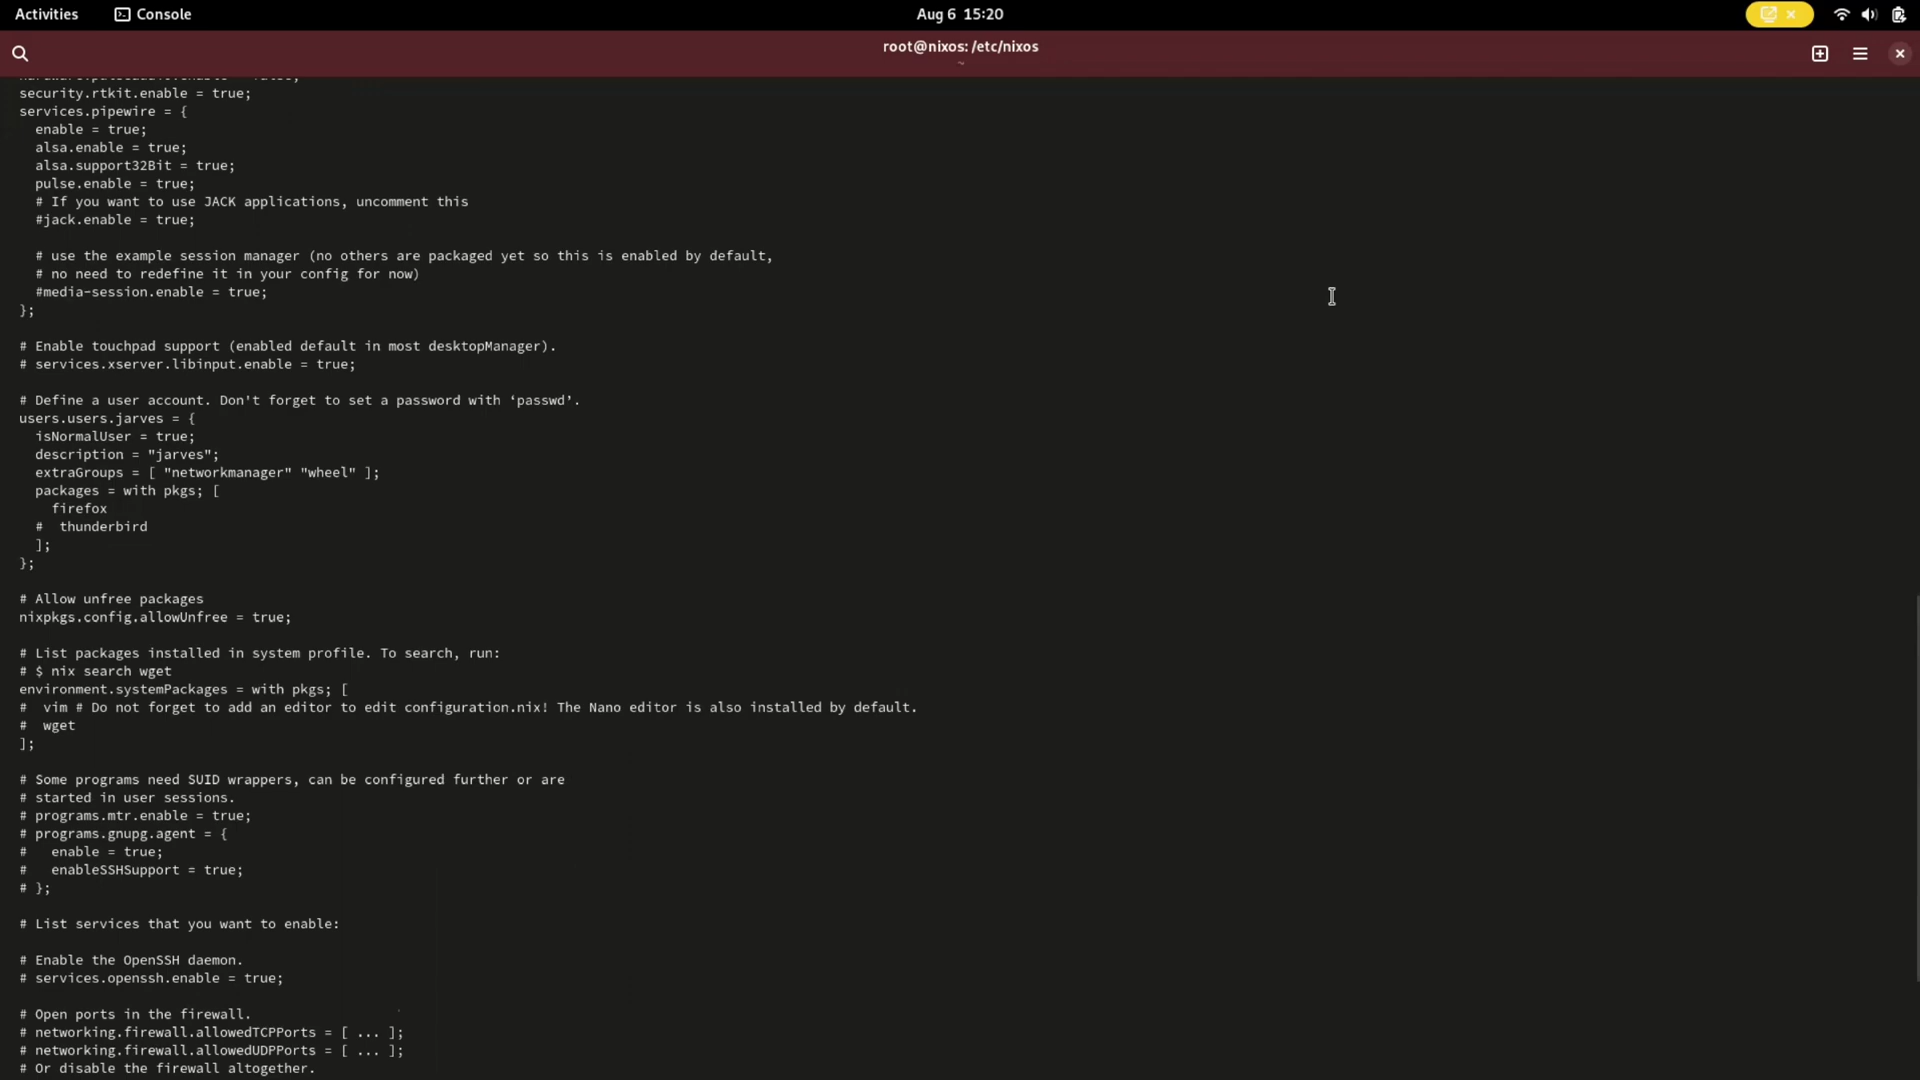 Activities
Console
Aug 6 15:20
root@nixos: /etc/nixos
~
security.rtkit.enable = true;
services.pipewire = {
  enable = true;
  alsa.enable = true;
  alsa.support32Bit = true;
  pulse.enable = true;
  # If you want to use JACK applications, uncomment this
  #jack.enable = true;
  # use the example session manager (no others are packaged yet so this is enabled by default,
  # no need to redefine it in your config for now)
  #media-session.enable = true;
};
# Enable touchpad support (enabled default in most desktopManager).
# services.xserver.libinput.enable = true;
# Define a user account. Don't forget to set a password with ‘passwd’.
users.users.jarves = {
  isNormalUser = true;
  description = "jarves";
  extraGroups = [ "networkmanager" "wheel" ];
  packages = with pkgs; [
    firefox
  #  thunderbird
  ];
};
# Allow unfree packages
nixpkgs.config.allowUnfree = true;
# List packages installed in system profile. To search, run:
# $ nix search wget
environment.systemPackages = with pkgs; [
#  vim # Do not forget to add an editor to edit configuration.nix! The Nano editor is also installed by default.
#  wget
];
# Some programs need SUID wrappers, can be configured further or are
# started in user sessions.
# programs.mtr.enable = true;
# programs.gnupg.agent = {
#   enable = true;
#   enableSSHSupport = true;
# };
# List services that you want to enable:
# Enable the OpenSSH daemon.
# services.openssh.enable = true;
# Open ports in the firewall.
# networking.firewall.allowedTCPPorts = [ ... ];
# networking.firewall.allowedUDPPorts = [ ... ];
# Or disable the firewall altogether.